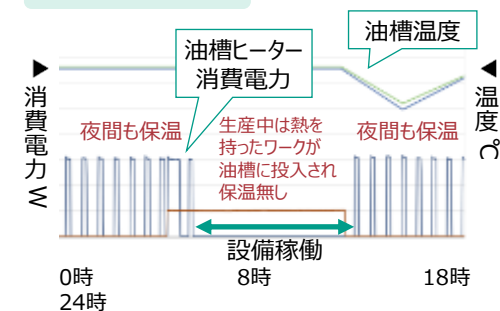 油槽ヒーター
消費電力
油槽温度
▶
消費電力 W
◀
温度℃
夜間も保温
生産中は熱を
持ったワークが
油槽に投入され
保温無し
夜間も保温
設備稼働
0時
24時
8時
18時